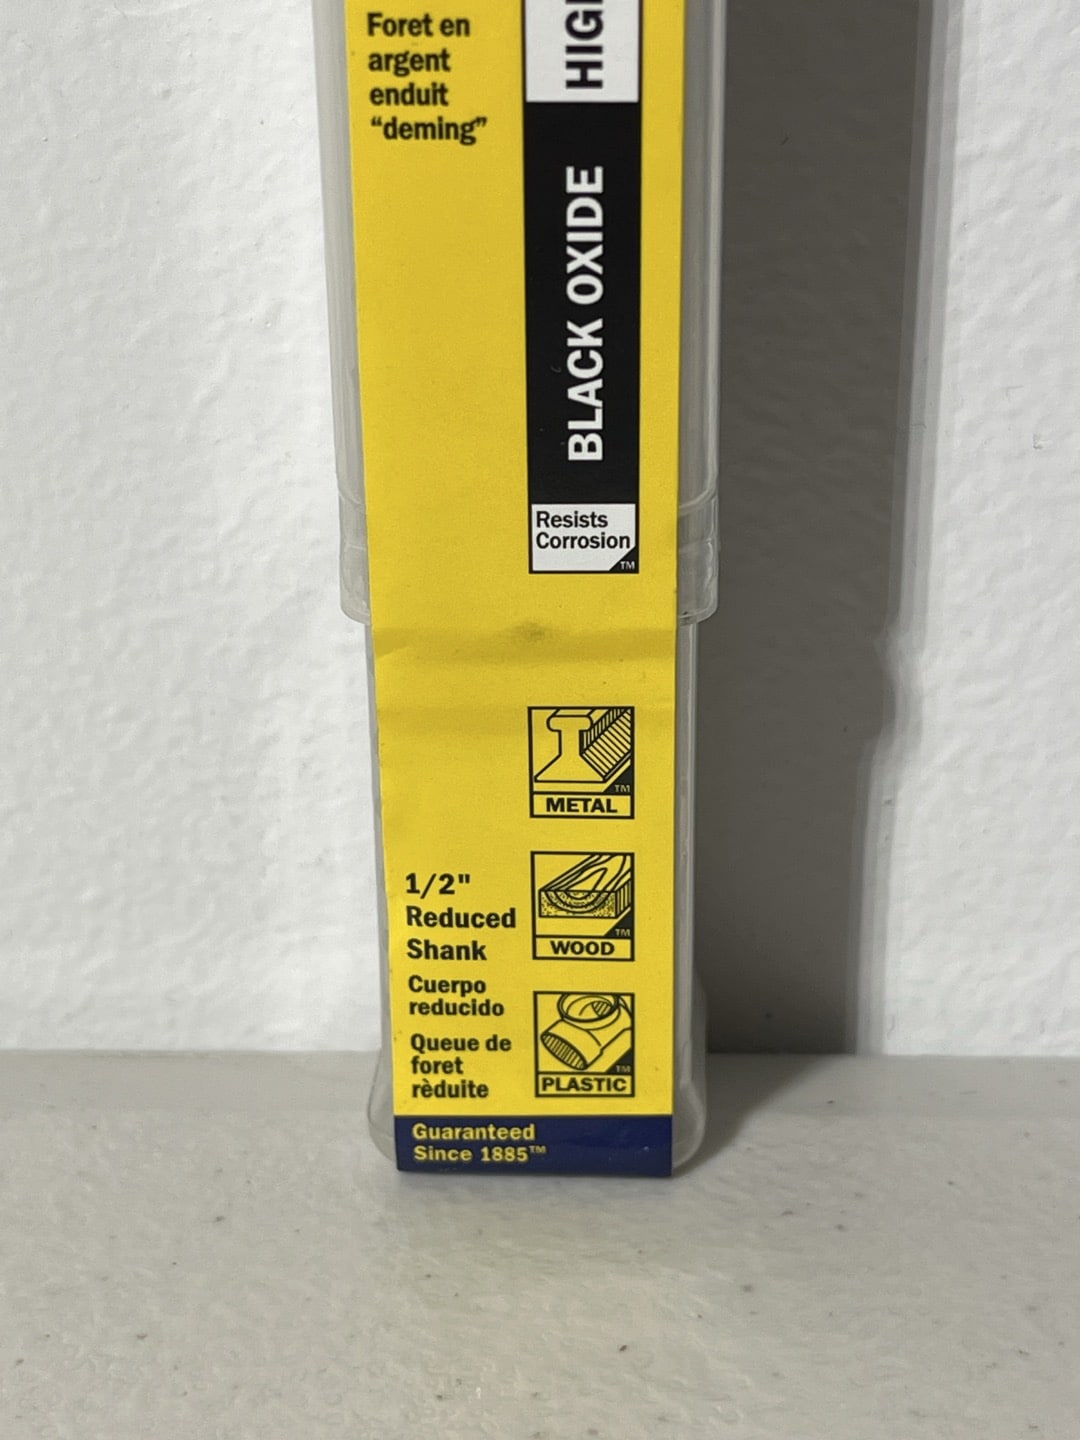 Foret en
argent
enduit
“deming”
BLACK OXIDE
Resists
Corrosion
TM
TM
METAL
1/2"
Reduced
Shank
TM
WOOD
Cuerpo
reducido
Queue de
foret
rèduite
TM
PLASTIC
Guaranteed
Since 1885™